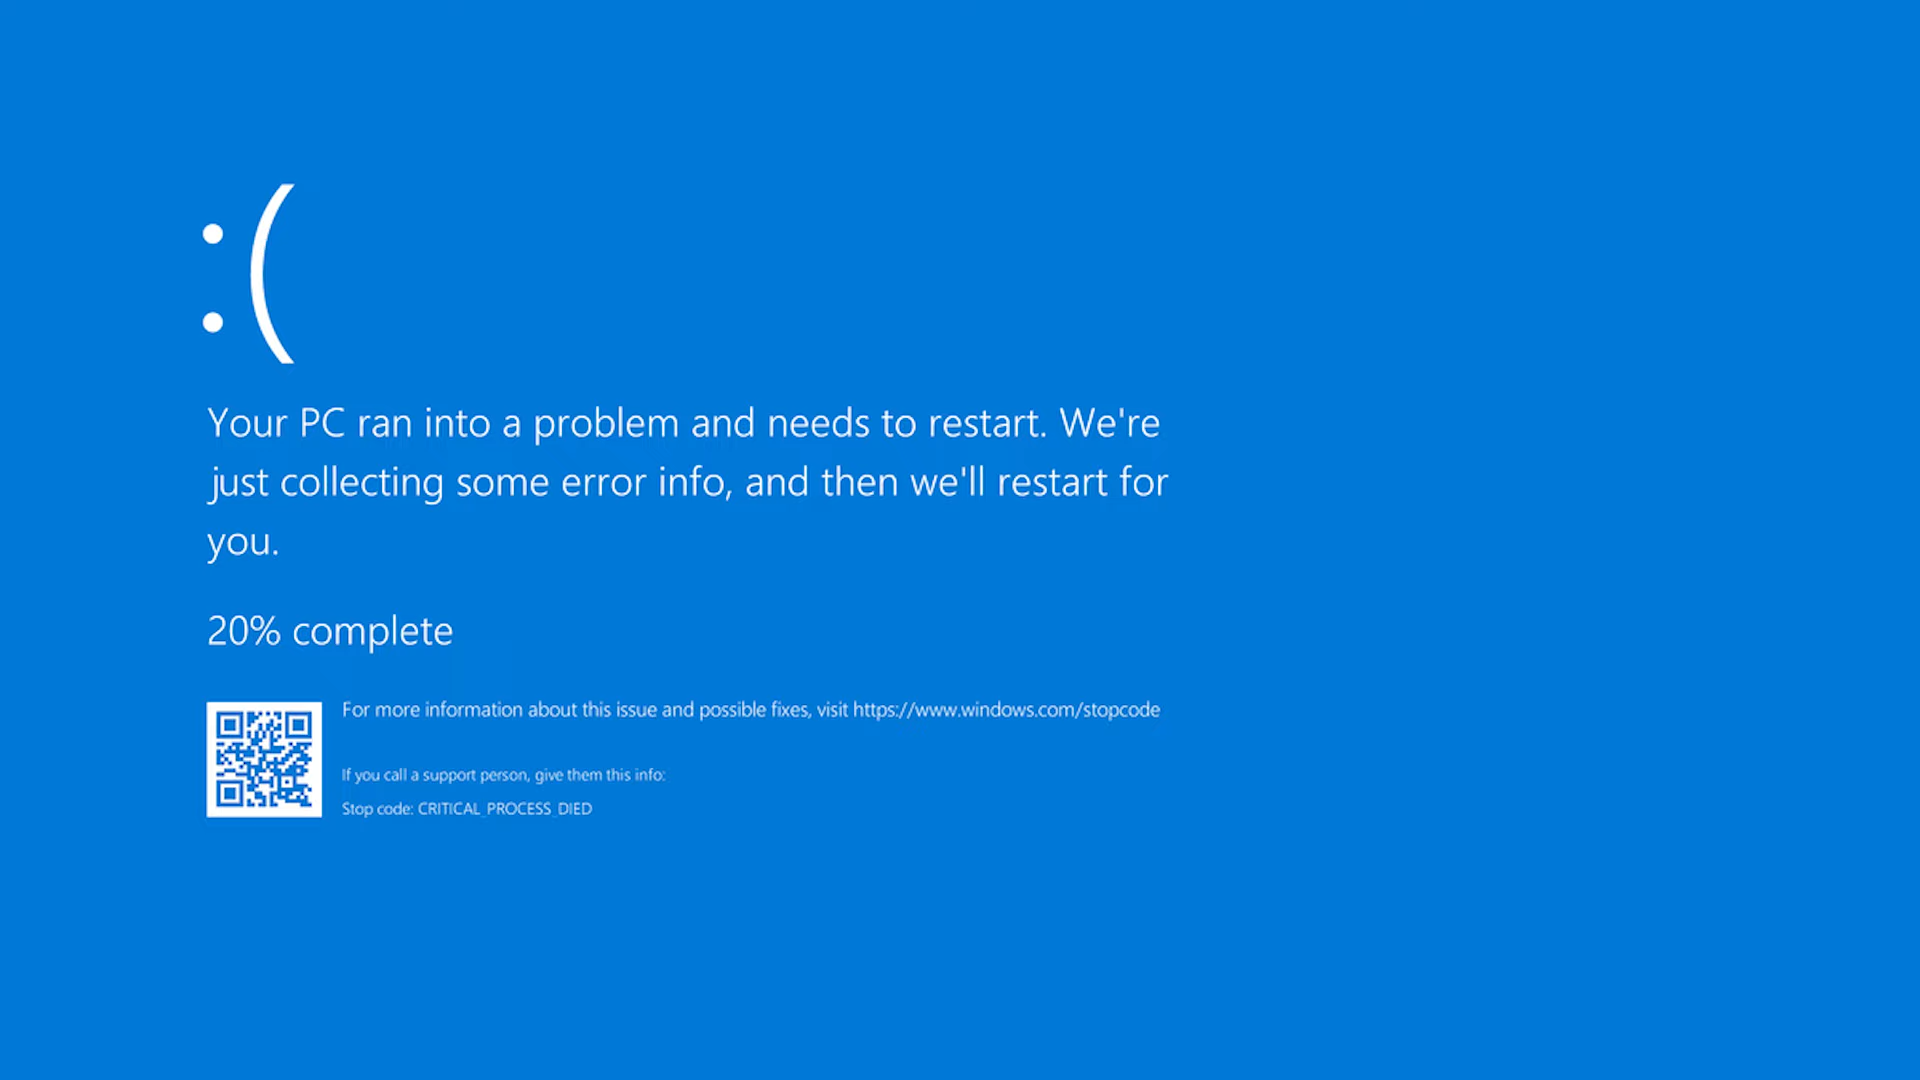 :(
Your PC ran into a problem and needs to restart. We're
just collecting some error info, and then we'll restart for
you.
20% complete
For more information about this issue and possible fixes, visit https://www.windows.com/stopcode
If you call a support person, give them this info:
Stop code: CRITICAL_PROCESS_DIED